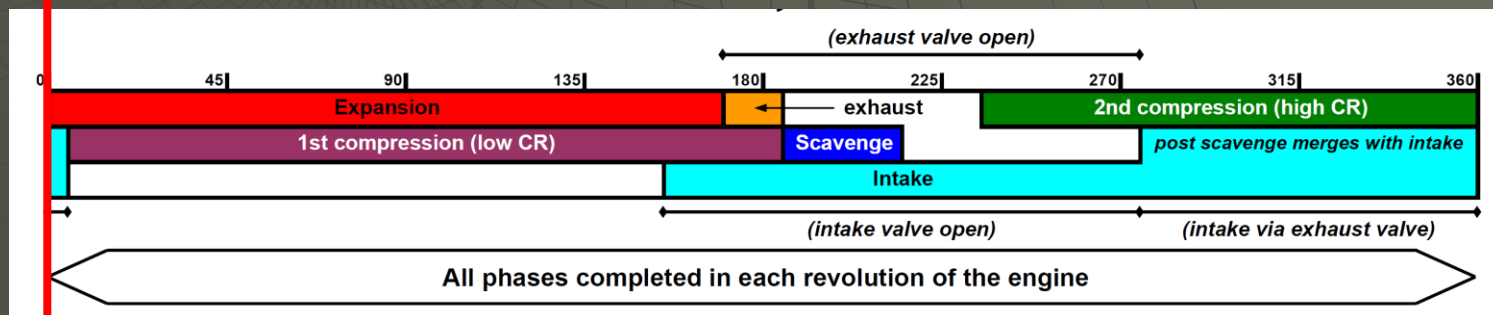 (exhaust valve open)
0 45 90 135 180 225 270 315 360
Expansion exhaust 2nd compression (high CR)
1st compression (low CR) Scavenge post scavenge merges with intake
Intake
(intake valve open) (intake via exhaust valve)
All phases completed in each revolution of the engine